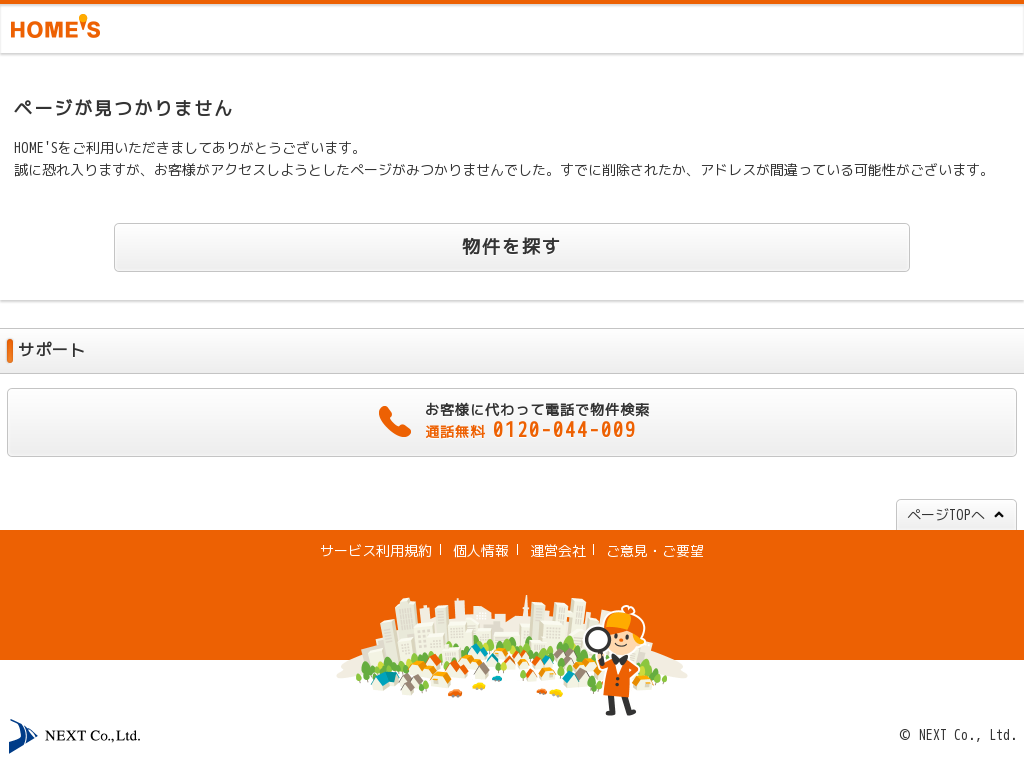 HOME'S
ページが見つかりません
HOME'Sをご利用いただきましてありがとうございます。
誠に恐れ入りますが、お客様がアクセスしようとしたページがみつかりませんでした。すでに削除されたか、アドレスが間違っている可能性がございます。
物件を探す
サポート
お客様に代わって電話で物件検索
通話無料 0120-044-009
ページTOPへ
サービス利用規約 個人情報 運営会社 ご意見・ご要望
NEXT Co., Ltd.
© NEXT Co., Ltd.